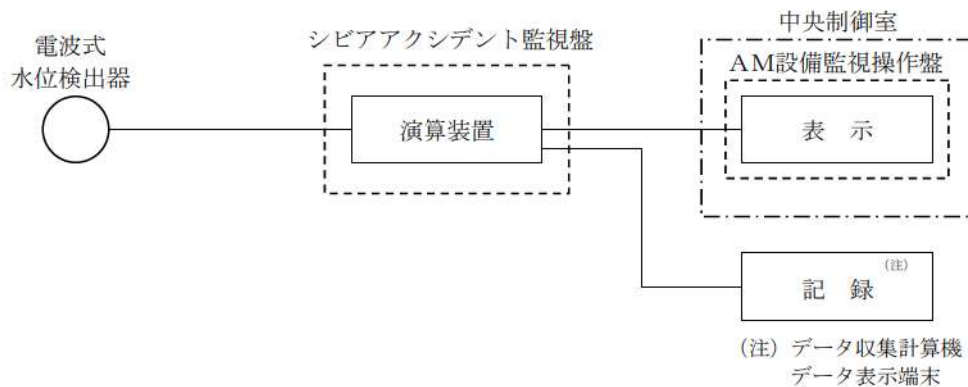 中央制御室
電波式
水位検出器
シビアアクシデント監視盤
AM設備監視操作盤
演算装置
表 示
記 録 (注)
(注) データ収集計算機
データ表示端末